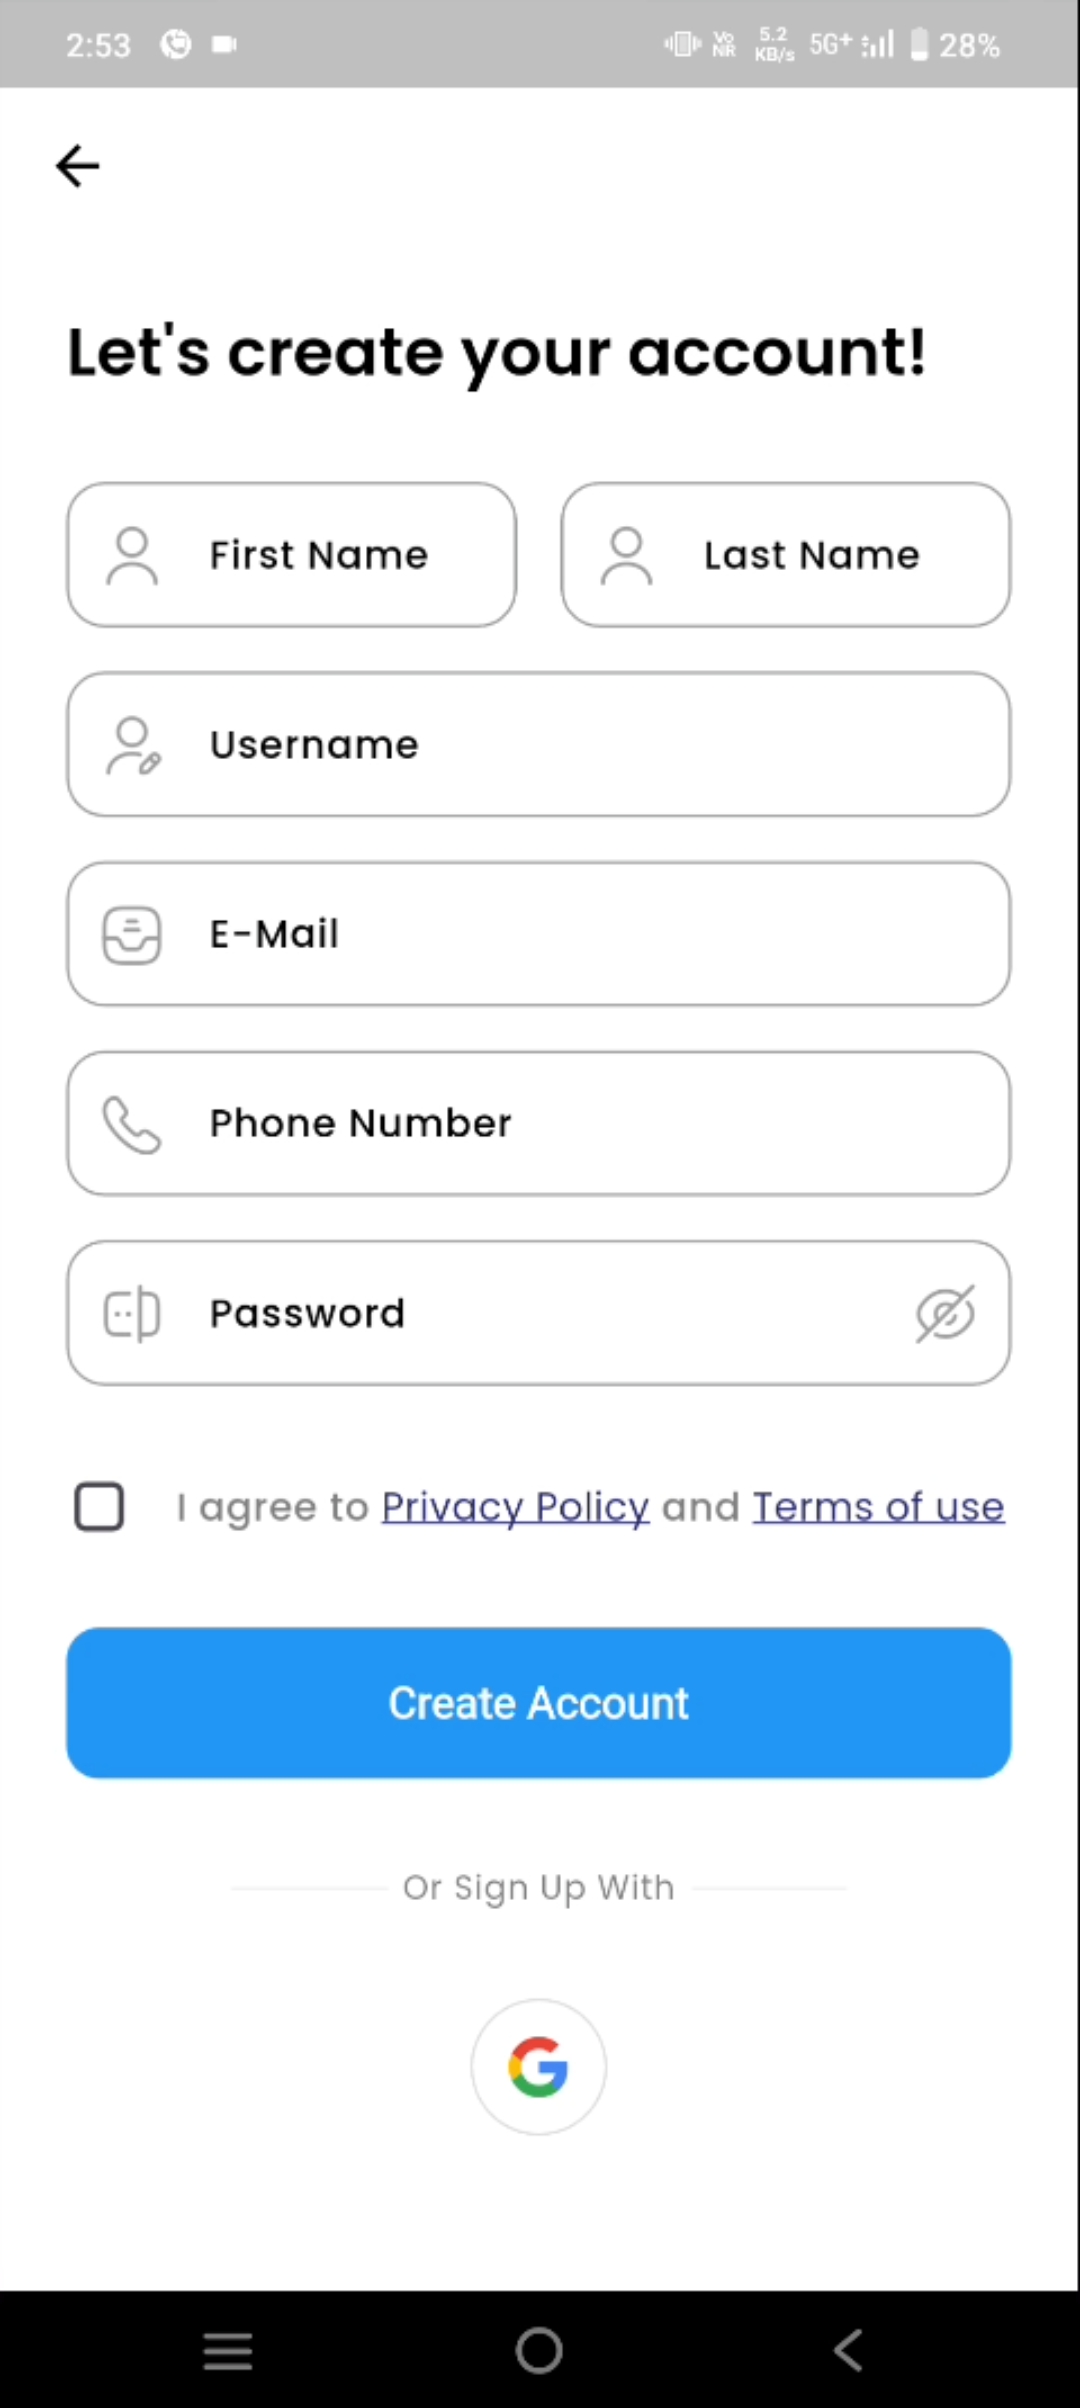 2:53 Vo NR 5.2 KB/s 5G+ 28%
Let's create your account!
First Name Last Name
Username
E-Mail
Phone Number
Password
I agree to Privacy Policy and Terms of use
Create Account
Or Sign Up With